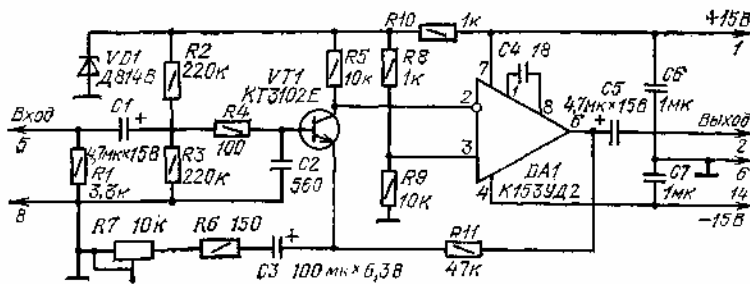 R10
1к
+15В
1
VD1
Д814В
R2
220к
R5
10к
R8
1к
C4
18
7
1
8
C6
1мк
VT1
КТ3102Е
C1
+
4,7мк×15В
R4
100
2
3
4
6
C5
4,7мк×15В
+
Вход
5
Выход
2
6
R1
3,3к
R3
220к
C2
560
R9
10К
DA1
К153УД2
C7
1мк
14
-15В
8
R7
10к
R6
150
+
C3
100мк×6,3В
R11
47к